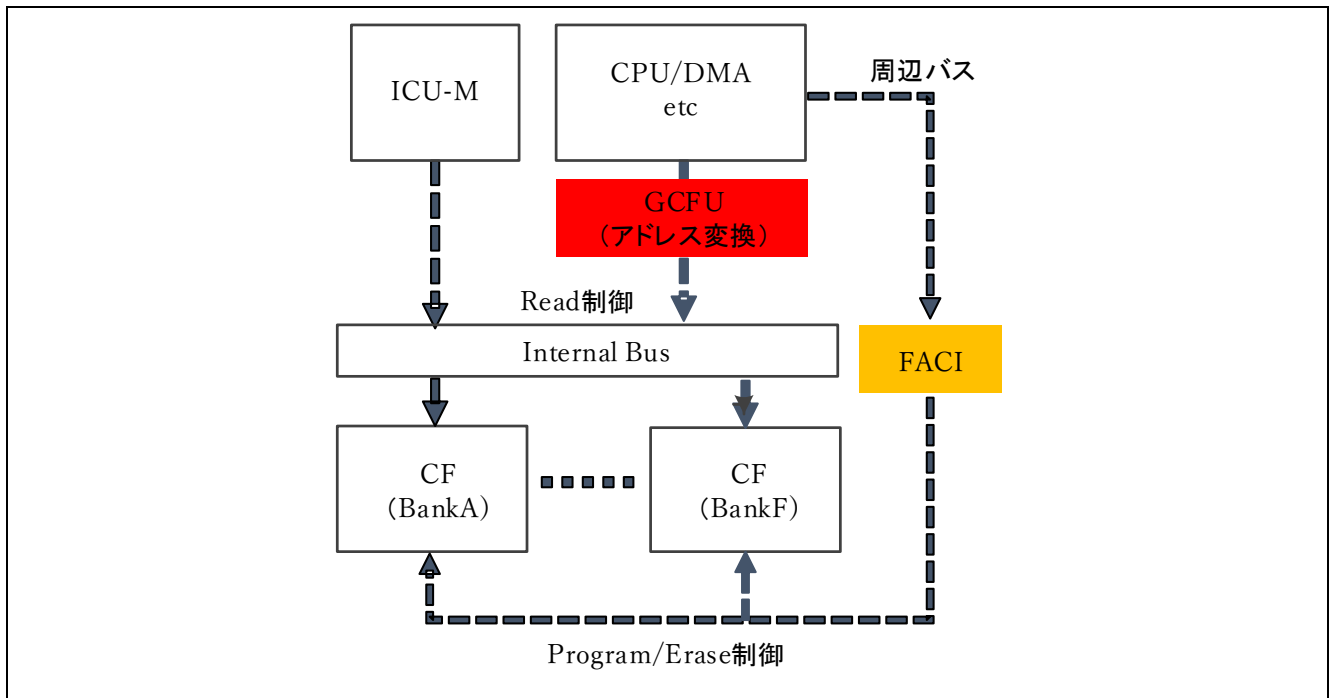 ICU-M
CPU/DMA
etc
周辺バス
GCFU
(アドレス変換)
Read制御
Internal Bus
FACI
CF
(BankA)
CF
(BankF)
Program/Erase制御